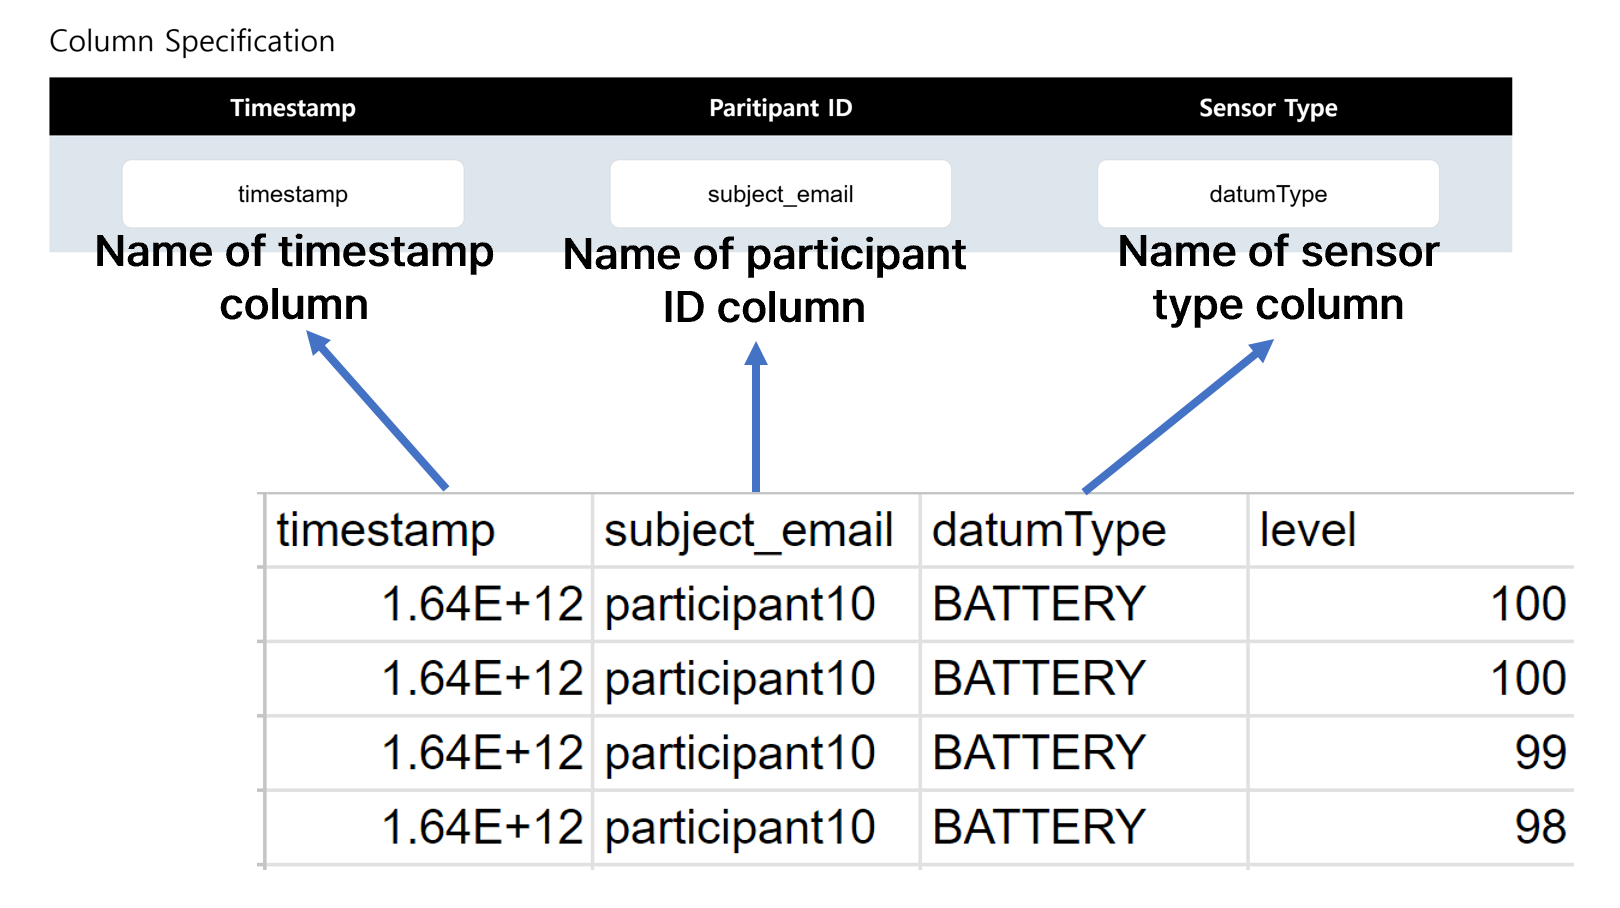 Column Specification
Timestamp Paritipant ID Sensor Type
timestamp subject_email datumType
Name of timestamp
column
Name of participant
ID column
Name of sensor
type column
timestamp subject_email datumType level
1.64E+12 participant10 BATTERY 100
1.64E+12 participant10 BATTERY 100
1.64E+12 participant10 BATTERY 99
1.64E+12 participant10 BATTERY 98